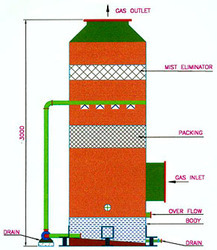 GAS OUTLET
MIST ELIMINATOR
3000
PACKING
GAS INLET
OVER FLOW
BODY
DRAIN
DRAIN